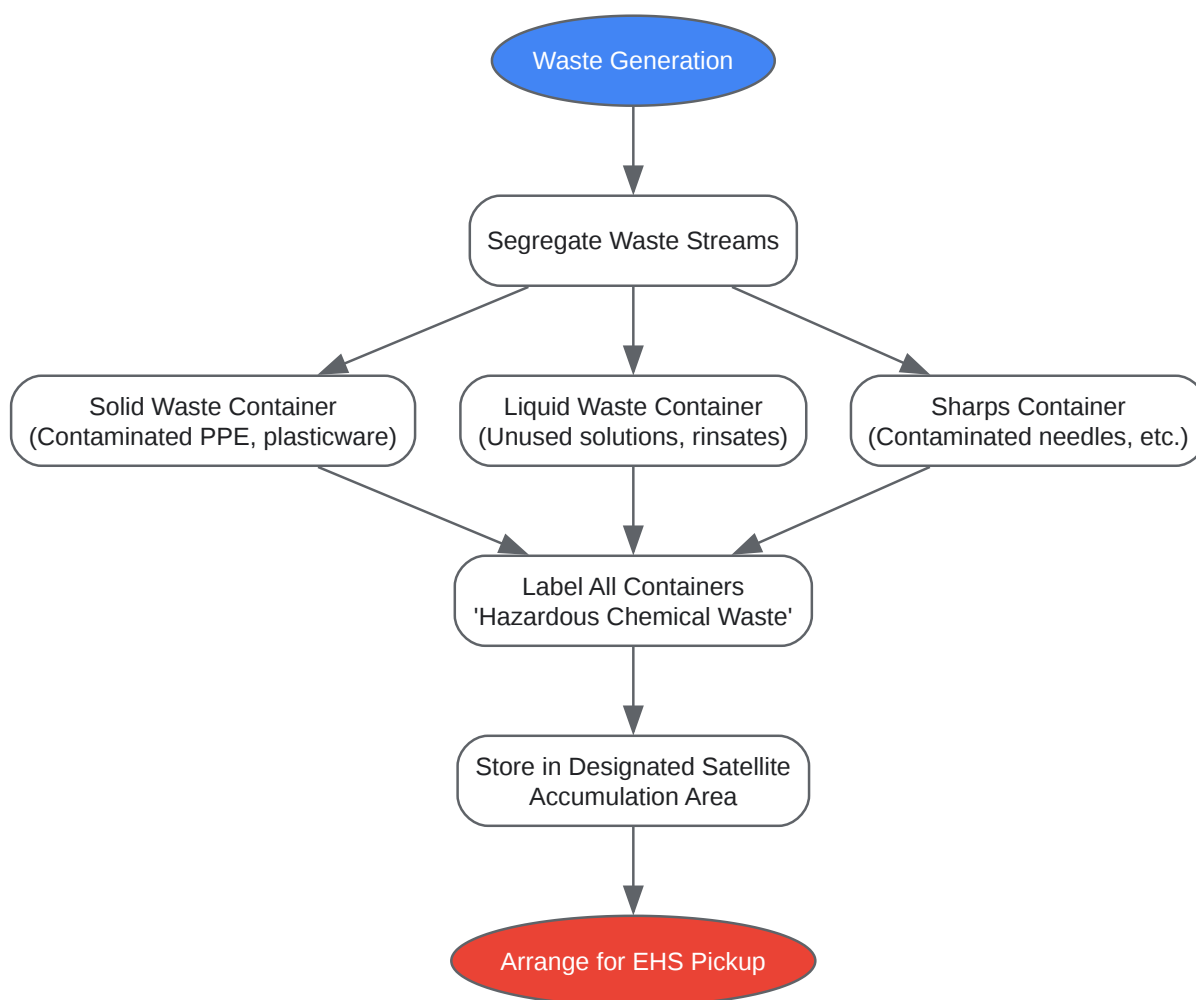 Waste Generation
Segregate Waste Streams
Solid Waste Container
(Contaminated PPE, plasticware)
Liquid Waste Container
(Unused solutions, rinsates)
Sharps Container
(Contaminated needles, etc.)
Label All Containers
'Hazardous Chemical Waste'
Store in Designated Satellite
Accumulation Area
Arrange for EHS Pickup